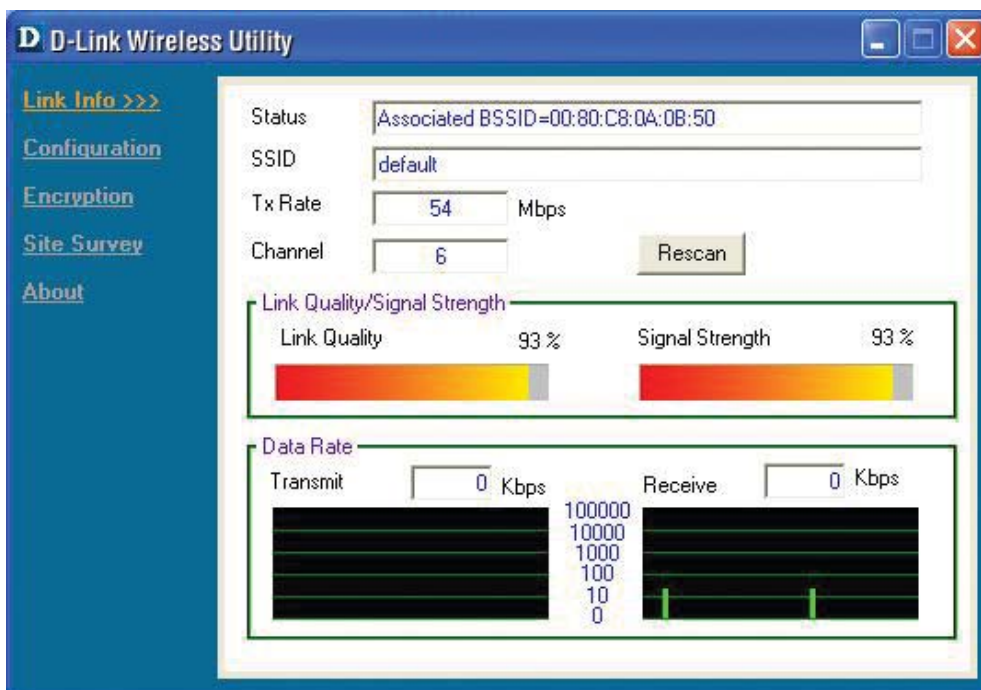 D D-Link Wireless Utility
Link Info >>>
Configuration
Encryption
Site Survey
About
Status Associated BSSID=00:80:C8:0A:0B:50
SSID default
Tx Rate 54 Mbps
Channel 6 Rescan
Link Quality/Signal Strength
Link Quality 93 % Signal Strength 93 %
Data Rate
Transmit 0 Kbps Receive 0 Kbps
100000
10000
1000
100
10
0